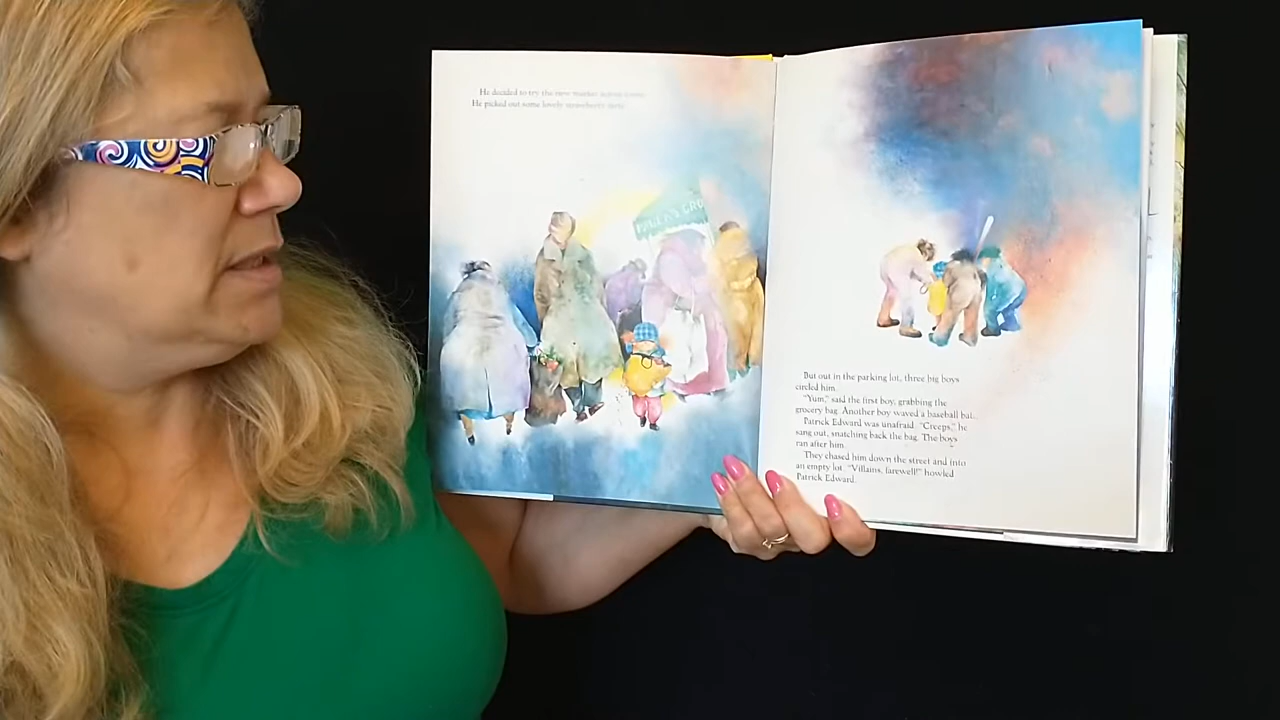 He decided to try the new market across town.
He picked out some lovely strawberry tarts.
But out in the parking lot, three big boys
circled him.
"Yum," said the first boy, grabbing the
grocery bag. Another boy waved a baseball bat.
Patrick Edward was unafraid. "Creeps," he
sang out, snatching back the bag. The boys
ran after him.
They chased him down the street and into
an empty lot. "Villains, farewell!" howled
Patrick Edward.